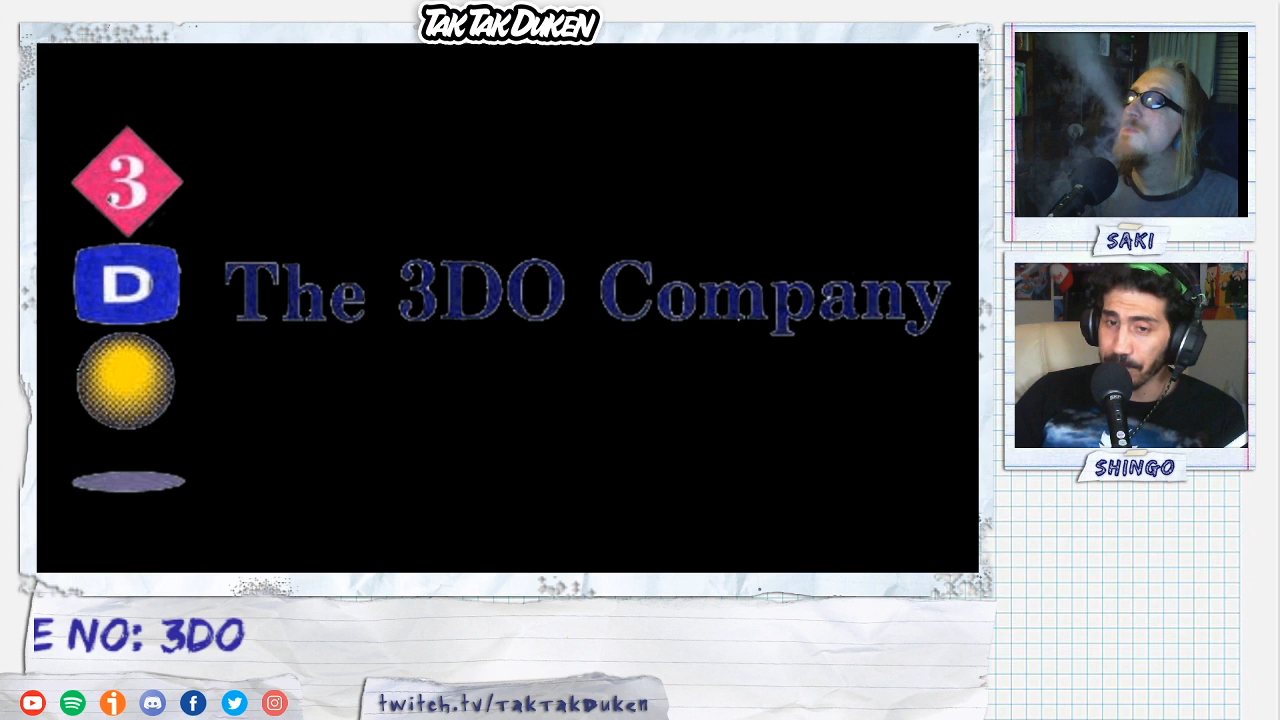 TAK TAK DUKEN
3
D
The 3DO Company
SAKI
SHINGO
E NO: 3DO
twitch.tv/TAKTAKDUKEN